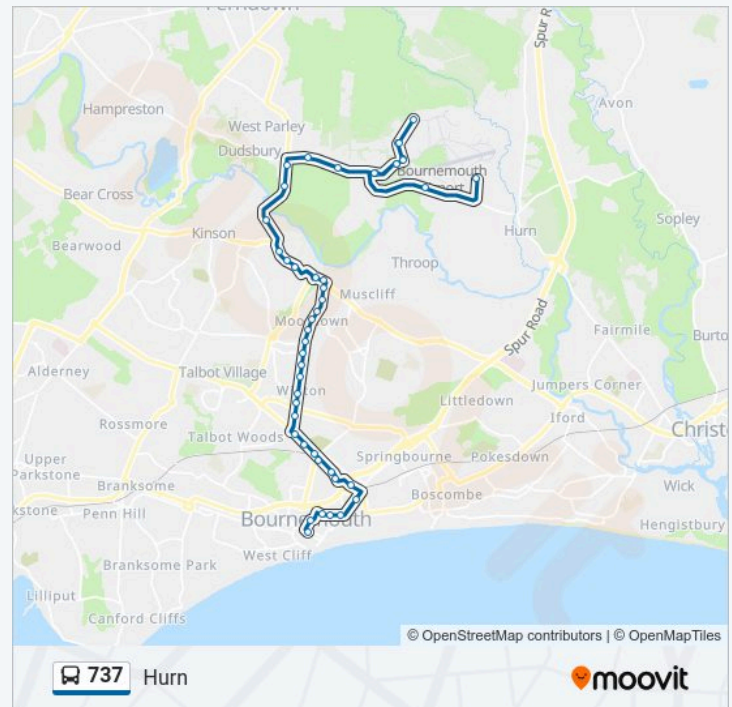 Ferndown
Spur R
Hampreston
Avon
West Parley
Dudsbury
Bournemouth
port
Bear Cross
Sopley
Kinson
Hurn
Bearwood
Throop
Muscliff
Spur Road
Moordown
Fairmile
Burto
Alderney
Talbot Village
Winton
Jumpers Corner
Littledown
Rossmore
Iford
Talbot Woods
Christc
Upper
Parkstone
Springbourne
Pokesdown
Branksome
Wick
kstone
Penn Hill
Boscombe
Bournemouth
Hengistbury
West Cliff
Branksome Park
Lilliput
Canford Cliffs
© OpenStreetMap contributors | © OpenMapTiles
737 Hurn
moovit